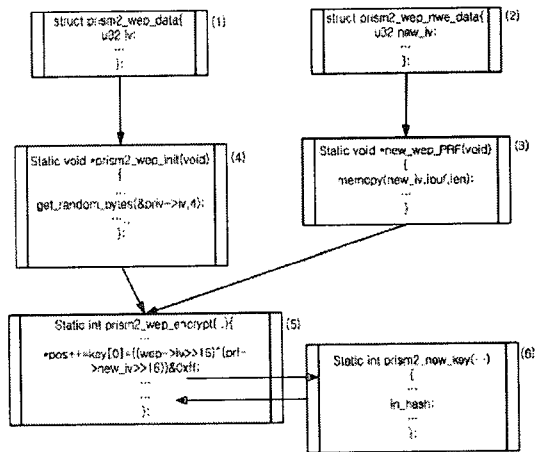 struct prism2_wep_data{
u32 iv;
...
};
(1)
struct prism2_wep_nwe_data{
u32 new_iv;
...
};
(2)
Static void *prism2_wep_init(void)
{
...
get_random_bytes(&priv->iv,4);
...
};
(4)
Static void *new_wep_PRF(void)
{
memcpy(new_iv,ibuf,len);
...
}
(3)
Static int prism2_wep_encrypt(..){
...
*pos++=key[0]=((wep->iv>>16)^(prf-
>new_iv>>16))&0xff;
...
...
};
(5)
Static int prism2_new_key(...)
{
...
in_hash;
...
};
(6)